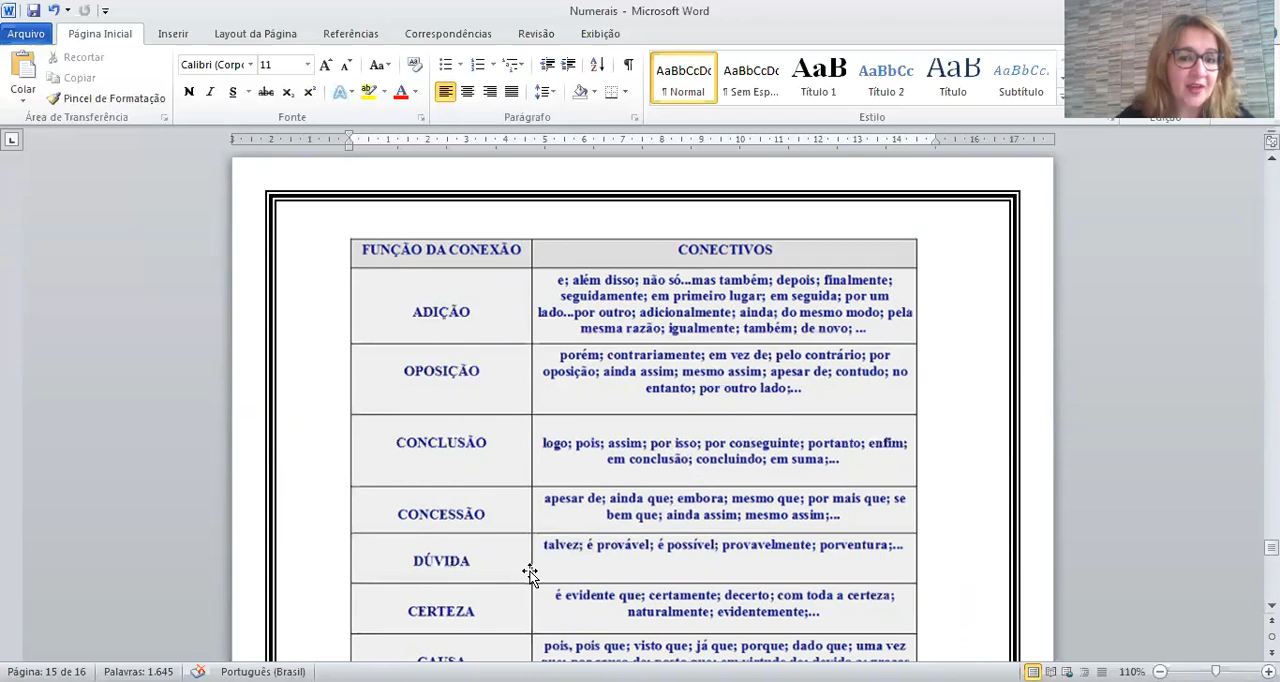 Numerais - Microsoft Word
Arquivo Página Inicial Inserir Layout da Página Referências Correspondências Revisão Exibição
Colar
Recortar
Copiar
Pincel de Formatação
Área de Transferência
Calibri (Corpo 11
Fonte
Parágrafo
AaBbCcDc AaBbCcDc AaB AaBbCc AaB AaBbCc.
¶ Normal ¶ Sem Esp... Título 1 Título 2 Título Subtítulo
Estilo
FUNÇÃO DA CONEXÃO
CONECTIVOS
ADIÇÃO
e; além disso; não só...mas também; depois; finalmente;
seguidamente; em primeiro lugar; em seguida; por um
lado...por outro; adicionalmente; ainda; do mesmo modo; pela
mesma razão; igualmente; também; de novo; ...
OPOSIÇÃO
porém; contrariamente; em vez de; pelo contrário; por
oposição; ainda assim; mesmo assim; apesar de; contudo; no
entanto; por outro lado;...
CONCLUSÃO
logo; pois; assim; por isso; por conseguinte; portanto; enfim;
em conclusão; concluindo; em suma;...
CONCESSÃO
apesar de; ainda que; embora; mesmo que; por mais que; se
bem que; ainda assim; mesmo assim;...
DÚVIDA
talvez; é provável; é possível; provavelmente; porventura;...
CERTEZA
é evidente que; certamente; decerto; com toda a certeza;
naturalmente; evidentemente;...
CAUSA
pois, pois que; visto que; já que; porque; dado que; uma vez
Página: 15 de 16 Palavras: 1.645 Português (Brasil) 110%